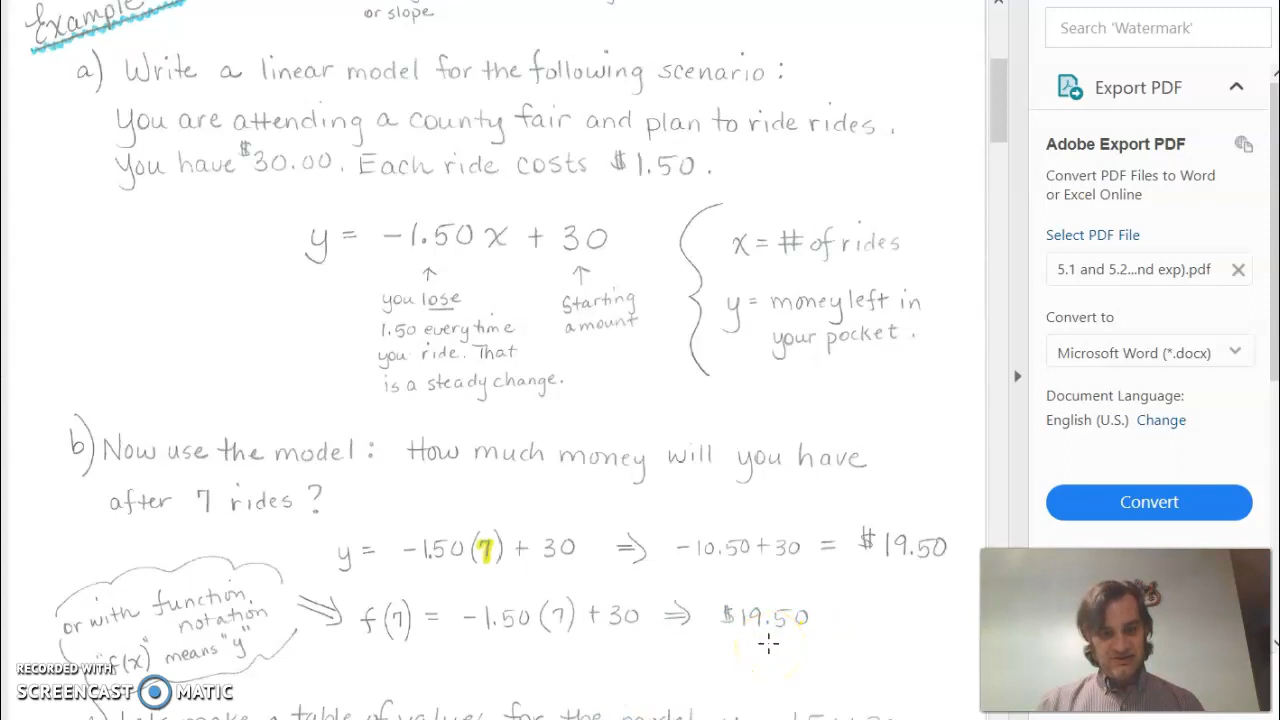 or slope
Example
a) Write a linear model for the following scenario:
You are attending a county fair and plan to ride rides.
You have $30.00. Each ride costs $1.50.
y = -1.50x + 30
x = # of rides
y = money left in
your pocket.
↑
you lose
1.50 everytime
you ride. That
is a steady change.
↑
Starting
amount
b) Now use the model: How much money will you have
after 7 rides?
y = -1.50(7) + 30 ⇒ -10.50+30 = $19.50
or with function
notation
"f(x)" means "y"
f(7) = -1.50(7)+30 ⇒ $19.50
RECORDED WITH
SCREENCAST MATIC
Search 'Watermark'
Export PDF
Adobe Export PDF
Convert PDF Files to Word
or Excel Online
Select PDF File
5.1 and 5.2...nd exp).pdf
Convert to
Microsoft Word (*.docx)
Document Language:
English (U.S.) Change
Convert